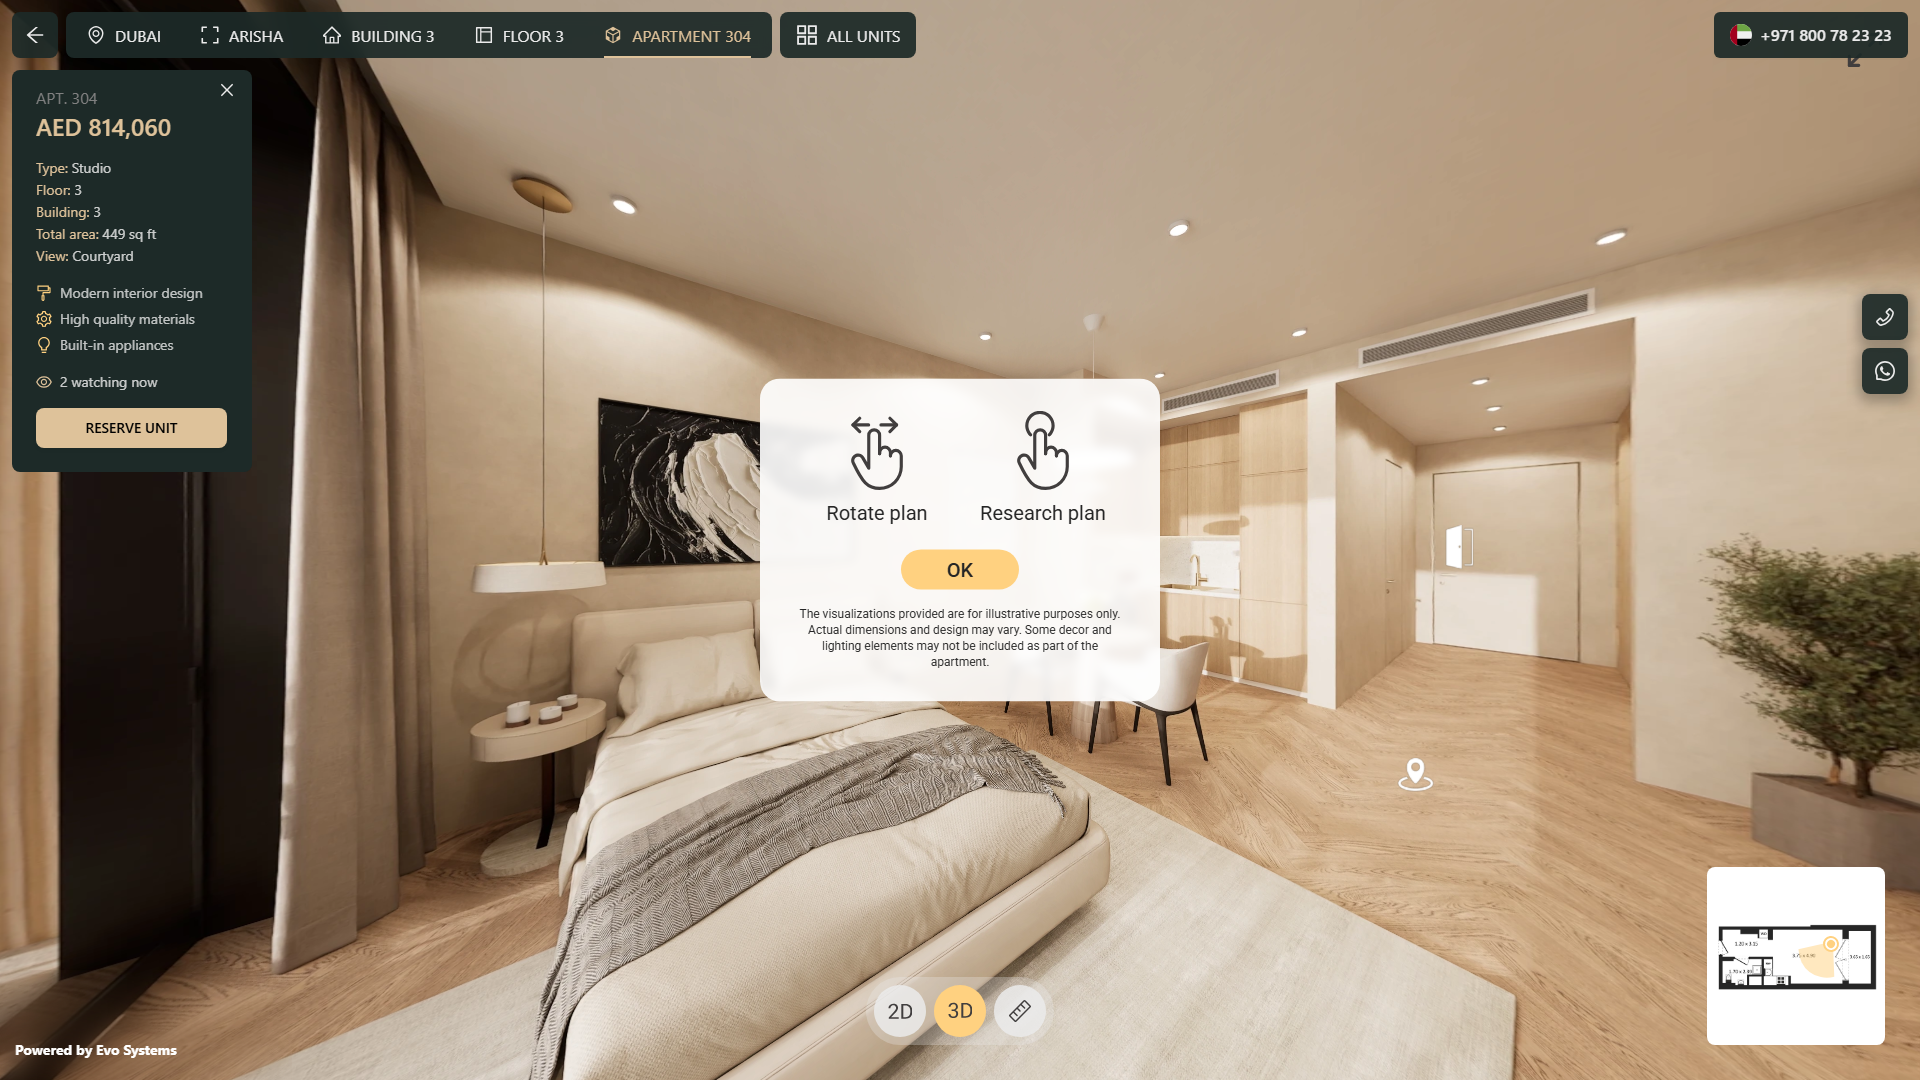 DUBAI
ARISHA
BUILDING 3
FLOOR 3
APARTMENT 304
ALL UNITS
+971 800 78 23 23
APT. 304
AED 814,060
Type: Studio
Floor: 3
Building: 3
Total area: 449 sq ft
View: Courtyard
Modern interior design
High quality materials
Built-in appliances
2 watching now
RESERVE UNIT
Rotate plan
Research plan
OK
The visualizations provided are for illustrative purposes only.
Actual dimensions and design may vary. Some decor and
lighting elements may not be included as part of the
apartment.
2D
3D
Powered by Evo Systems